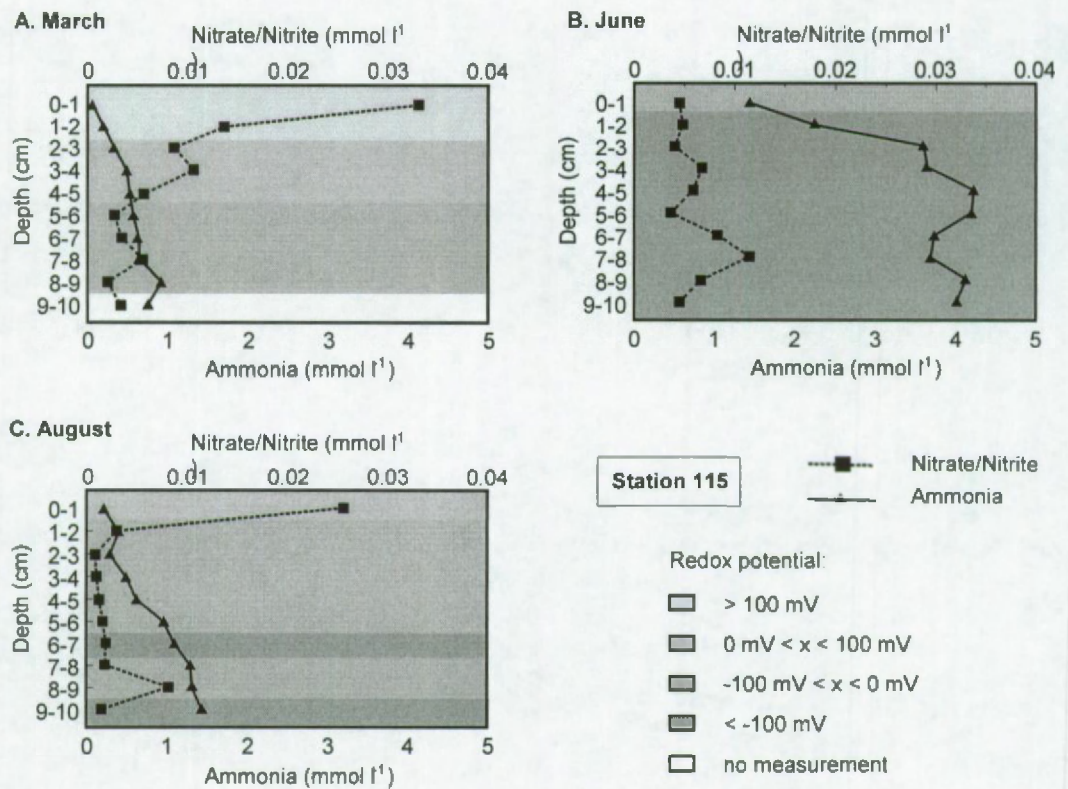 A. March
Nitrate/Nitrite (mmol l¹
0 0.01 0.02 0.03 0.04
Depth (cm)
0-1
1-2
2-3
3-4
4-5
5-6
6-7
7-8
8-9
9-10
0 1 2 3 4 5
Ammonia (mmol l¹)
B. June
Nitrate/Nitrite (mmol l¹
0 0.01 0.02 0.03 0.04
Depth (cm)
0-1
1-2
2-3
3-4
4-5
5-6
6-7
7-8
8-9
9-10
0 1 2 3 4 5
Ammonia (mmol l¹)
C. August
Nitrate/Nitrite (mmol l¹
0 0.01 0.02 0.03 0.04
Depth (cm)
0-1
1-2
2-3
3-4
4-5
5-6
6-7
7-8
8-9
9-10
0 1 2 3 4 5
Ammonia (mmol l¹)
Station 115
Nitrate/Nitrite
Ammonia
Redox potential:
> 100 mV
0 mV < x < 100 mV
-100 mV < x < 0 mV
< -100 mV
no measurement